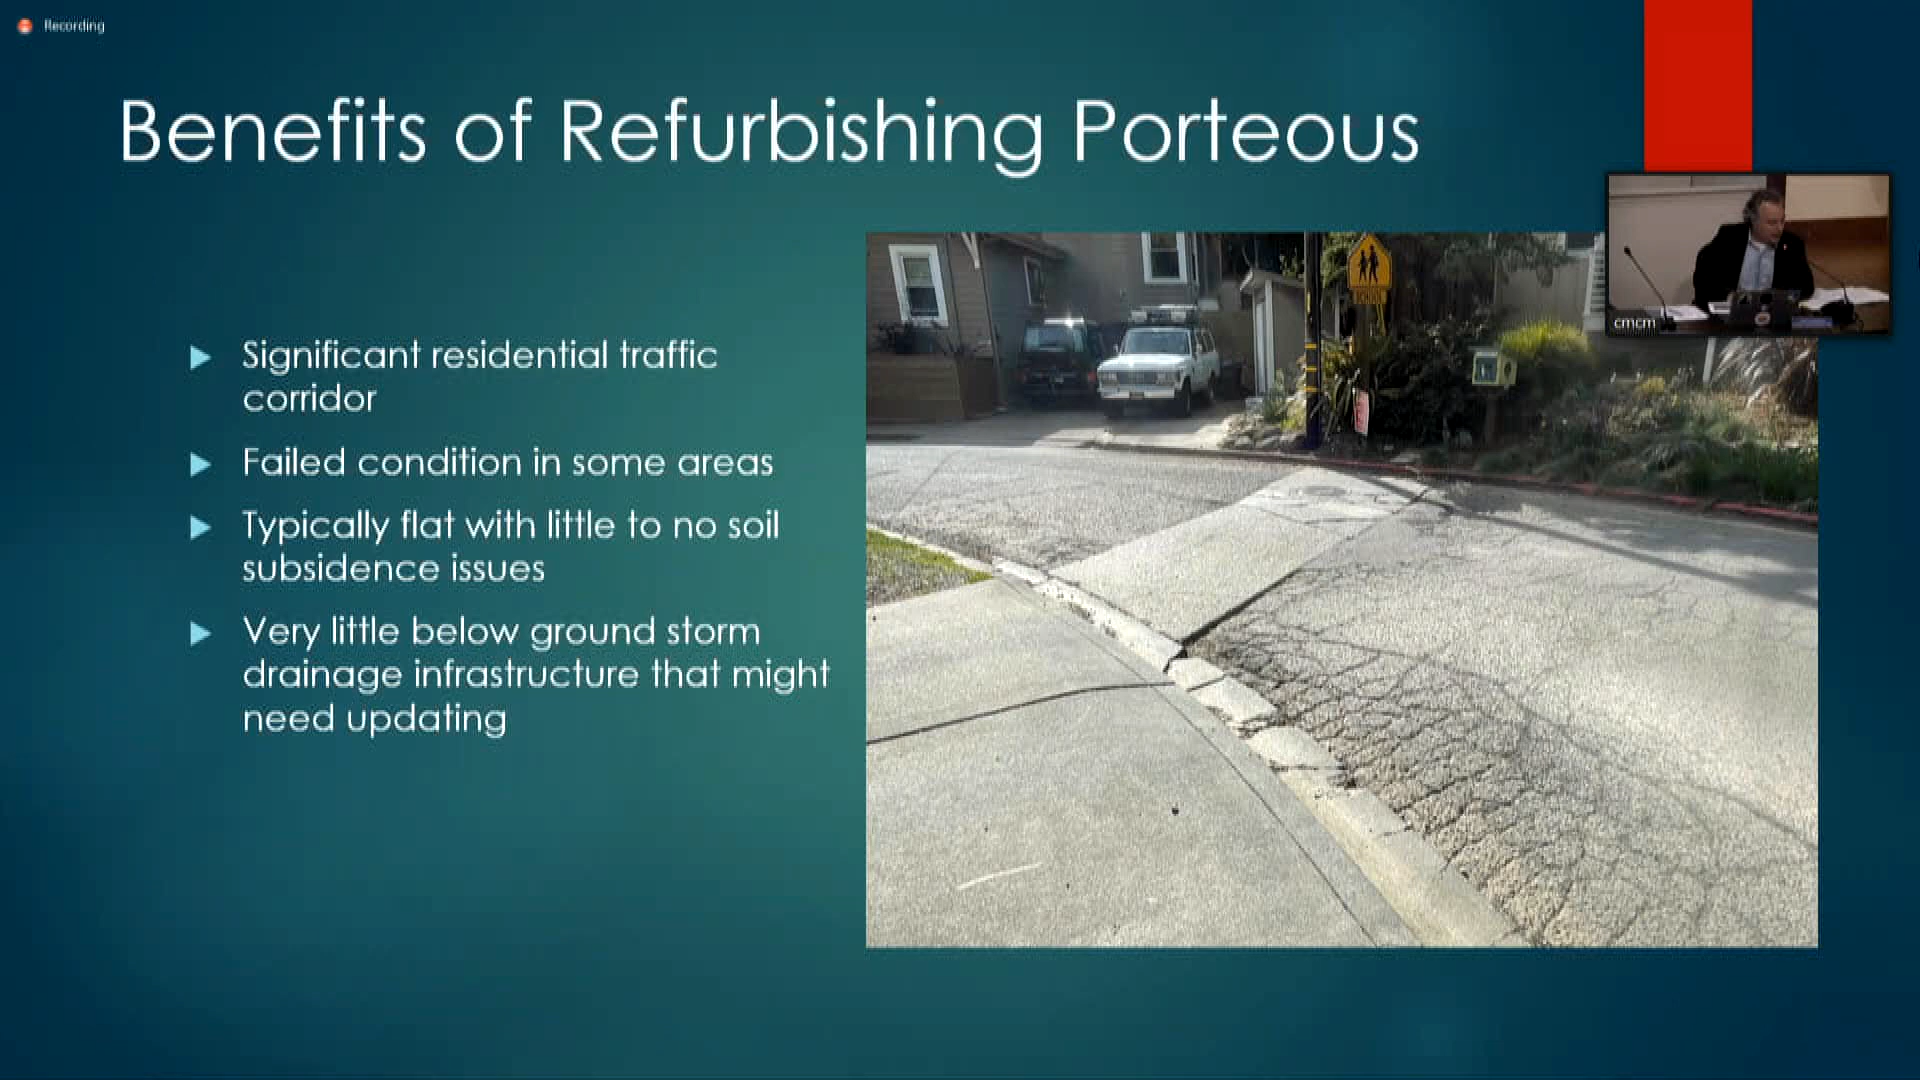 Recording
Benefits of Refurbishing Porteous
Significant residential traffic
corridor
Failed condition in some areas
Typically flat with little to no soil
subsidence issues
Very little below ground storm
drainage infrastructure that might
need updating
SCHOOL
cmcm